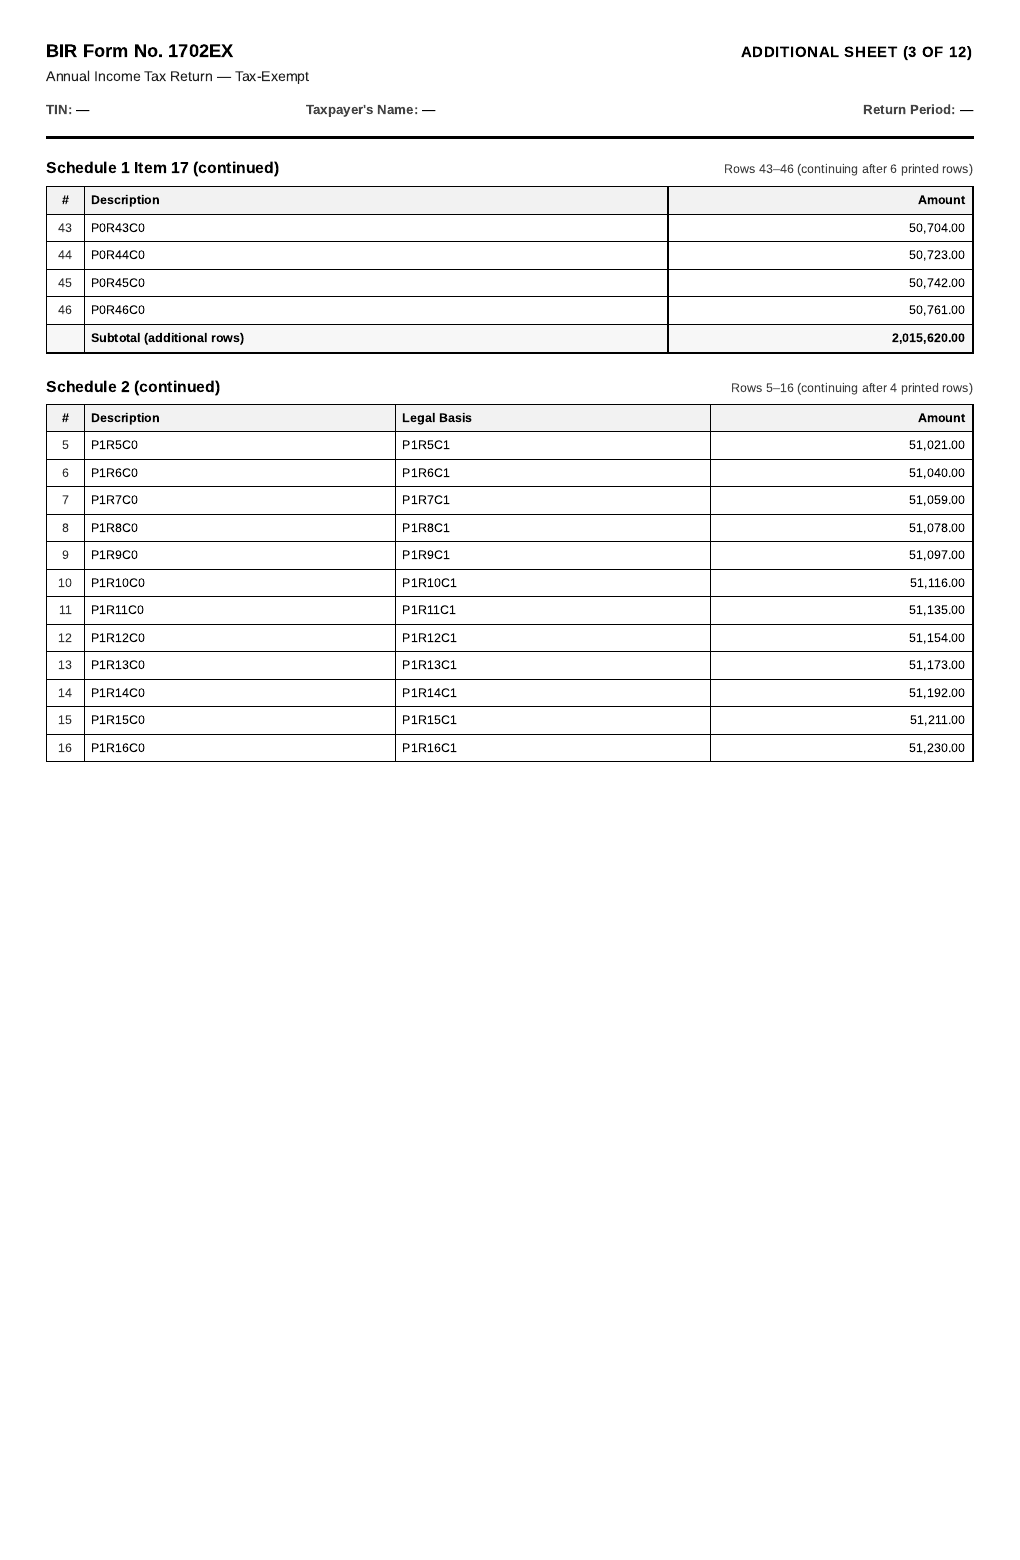 BIR Form No. 1702EX
ADDITIONAL SHEET (3 OF 12)
Annual Income Tax Return — Tax-Exempt
TIN: — Taxpayer's Name: — Return Period: —
Schedule 1 Item 17 (continued) Rows 43–46 (continuing after 6 printed rows)
# Description Amount
43 P0R43C0 50,704.00
44 P0R44C0 50,723.00
45 P0R45C0 50,742.00
46 P0R46C0 50,761.00
Subtotal (additional rows) 2,015,620.00
Schedule 2 (continued) Rows 5–16 (continuing after 4 printed rows)
# Description Legal Basis Amount
5 P1R5C0 P1R5C1 51,021.00
6 P1R6C0 P1R6C1 51,040.00
7 P1R7C0 P1R7C1 51,059.00
8 P1R8C0 P1R8C1 51,078.00
9 P1R9C0 P1R9C1 51,097.00
10 P1R10C0 P1R10C1 51,116.00
11 P1R11C0 P1R11C1 51,135.00
12 P1R12C0 P1R12C1 51,154.00
13 P1R13C0 P1R13C1 51,173.00
14 P1R14C0 P1R14C1 51,192.00
15 P1R15C0 P1R15C1 51,211.00
16 P1R16C0 P1R16C1 51,230.00